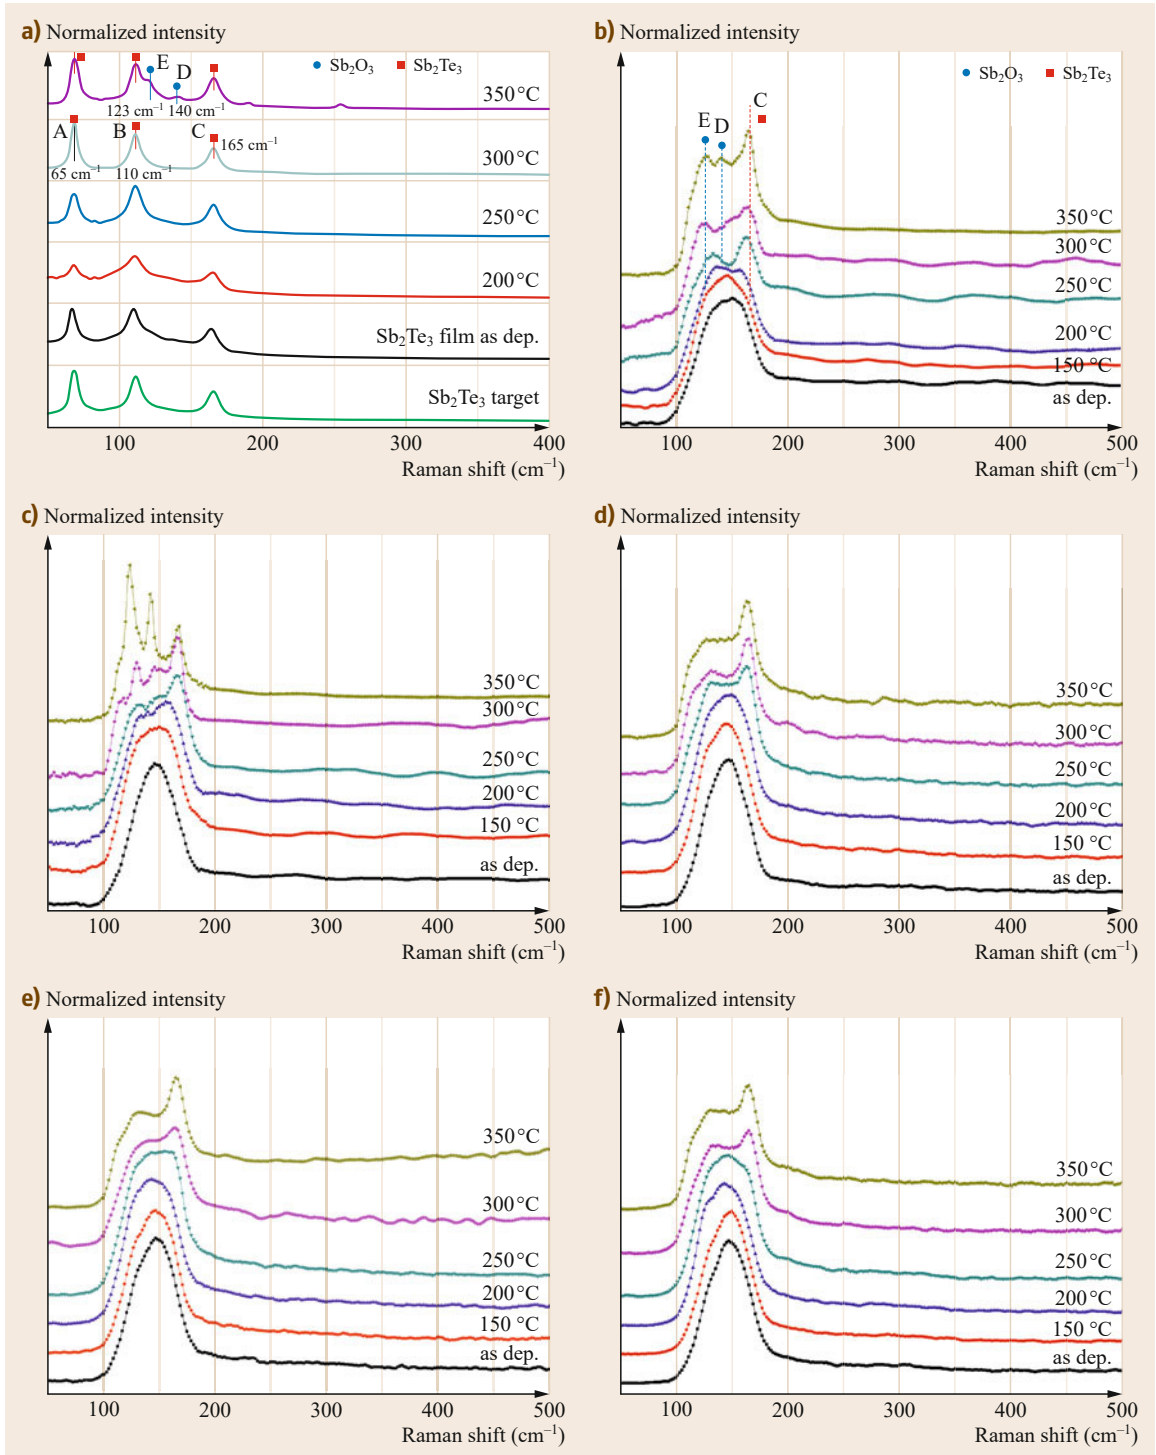 a) Normalized intensity
Sb₂O₃ Sb₂Te₃
E
D
350 °C
123 cm⁻¹ 140 cm⁻¹
A B C 165 cm⁻¹
300 °C
65 cm⁻¹ 110 cm⁻¹
250 °C
200 °C
Sb₂Te₃ film as dep.
Sb₂Te₃ target
100 200 300 400
Raman shift (cm⁻¹)
b) Normalized intensity
Sb₂O₃ Sb₂Te₃
C
E D
350 °C
300 °C
250 °C
200 °C
150 °C
as dep.
100 200 300 400 500
Raman shift (cm⁻¹)
c) Normalized intensity
350 °C
300 °C
250 °C
200 °C
150 °C
as dep.
100 200 300 400 500
Raman shift (cm⁻¹)
d) Normalized intensity
350 °C
300 °C
250 °C
200 °C
150 °C
as dep.
100 200 300 400 500
Raman shift (cm⁻¹)
e) Normalized intensity
350 °C
300 °C
250 °C
200 °C
150 °C
as dep.
100 200 300 400 500
Raman shift (cm⁻¹)
f) Normalized intensity
350 °C
300 °C
250 °C
200 °C
150 °C
as dep.
100 200 300 400 500
Raman shift (cm⁻¹)